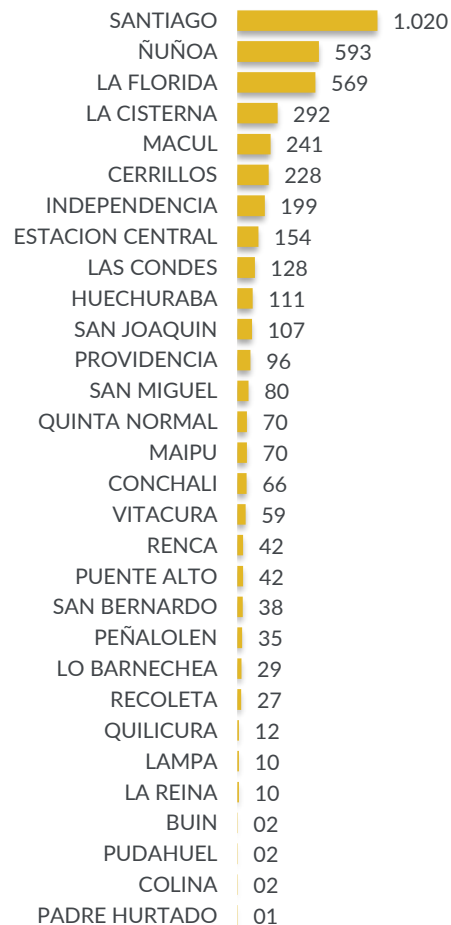 SANTIAGO 1.020
ÑUÑOA 593
LA FLORIDA 569
LA CISTERNA 292
MACUL 241
CERRILLOS 228
INDEPENDENCIA 199
ESTACION CENTRAL 154
LAS CONDES 128
HUECHURABA 111
SAN JOAQUIN 107
PROVIDENCIA 96
SAN MIGUEL 80
QUINTA NORMAL 70
MAIPU 70
CONCHALI 66
VITACURA 59
RENCA 42
PUENTE ALTO 42
SAN BERNARDO 38
PEÑALOLEN 35
LO BARNECHEA 29
RECOLETA 27
QUILICURA 12
LAMPA 10
LA REINA 10
BUIN 02
PUDAHUEL 02
COLINA 02
PADRE HURTADO 01